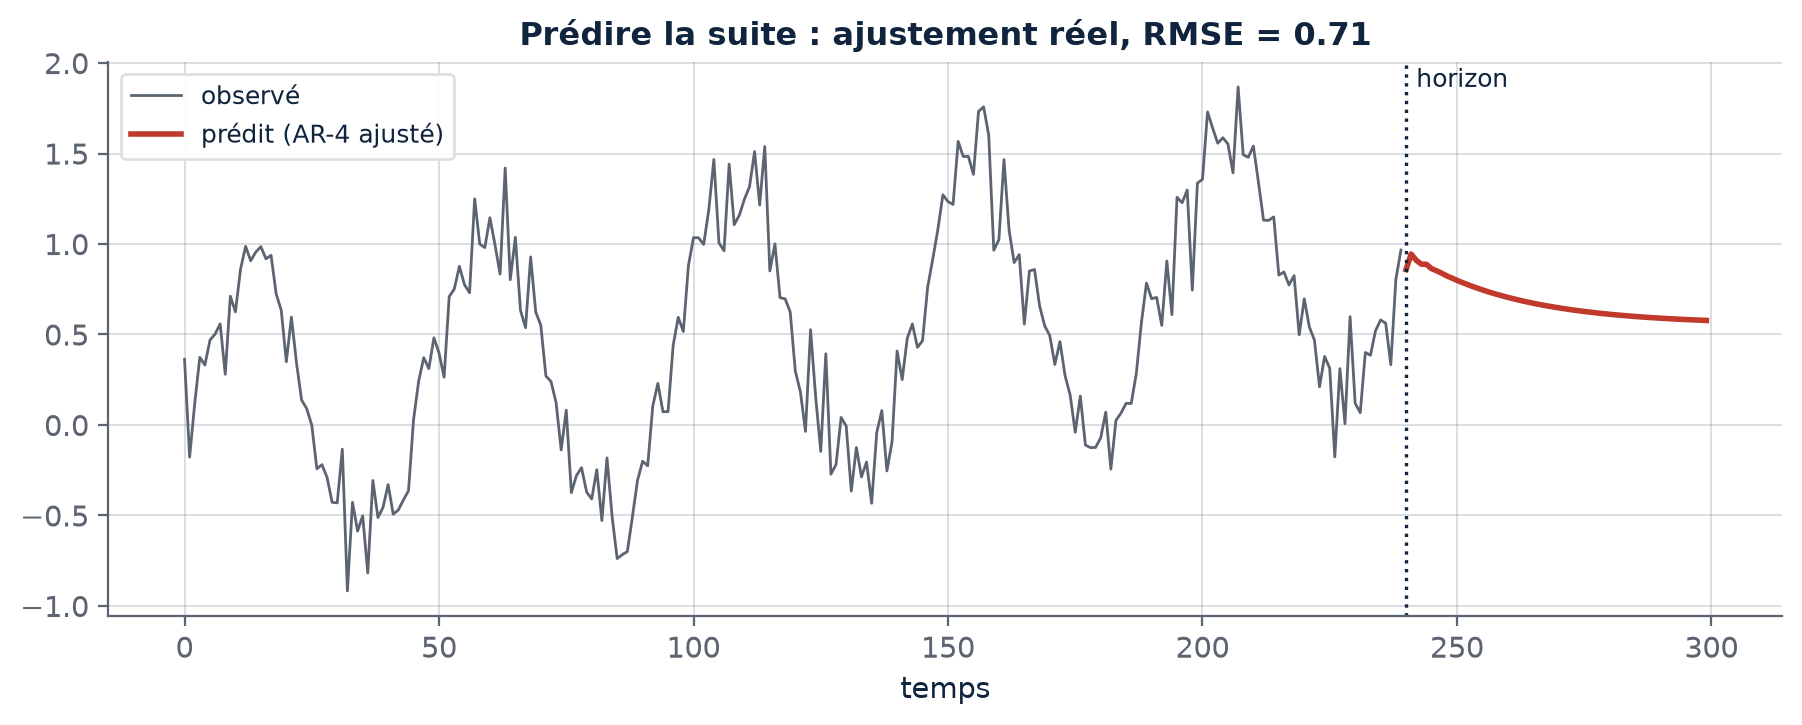 Prédire la suite : ajustement réel, RMSE = 0.71
observé
prédit (AR-4 ajusté)
horizon
2.0
1.5
1.0
0.5
0.0
−0.5
−1.0
0 50 100 150 200 250 300
temps